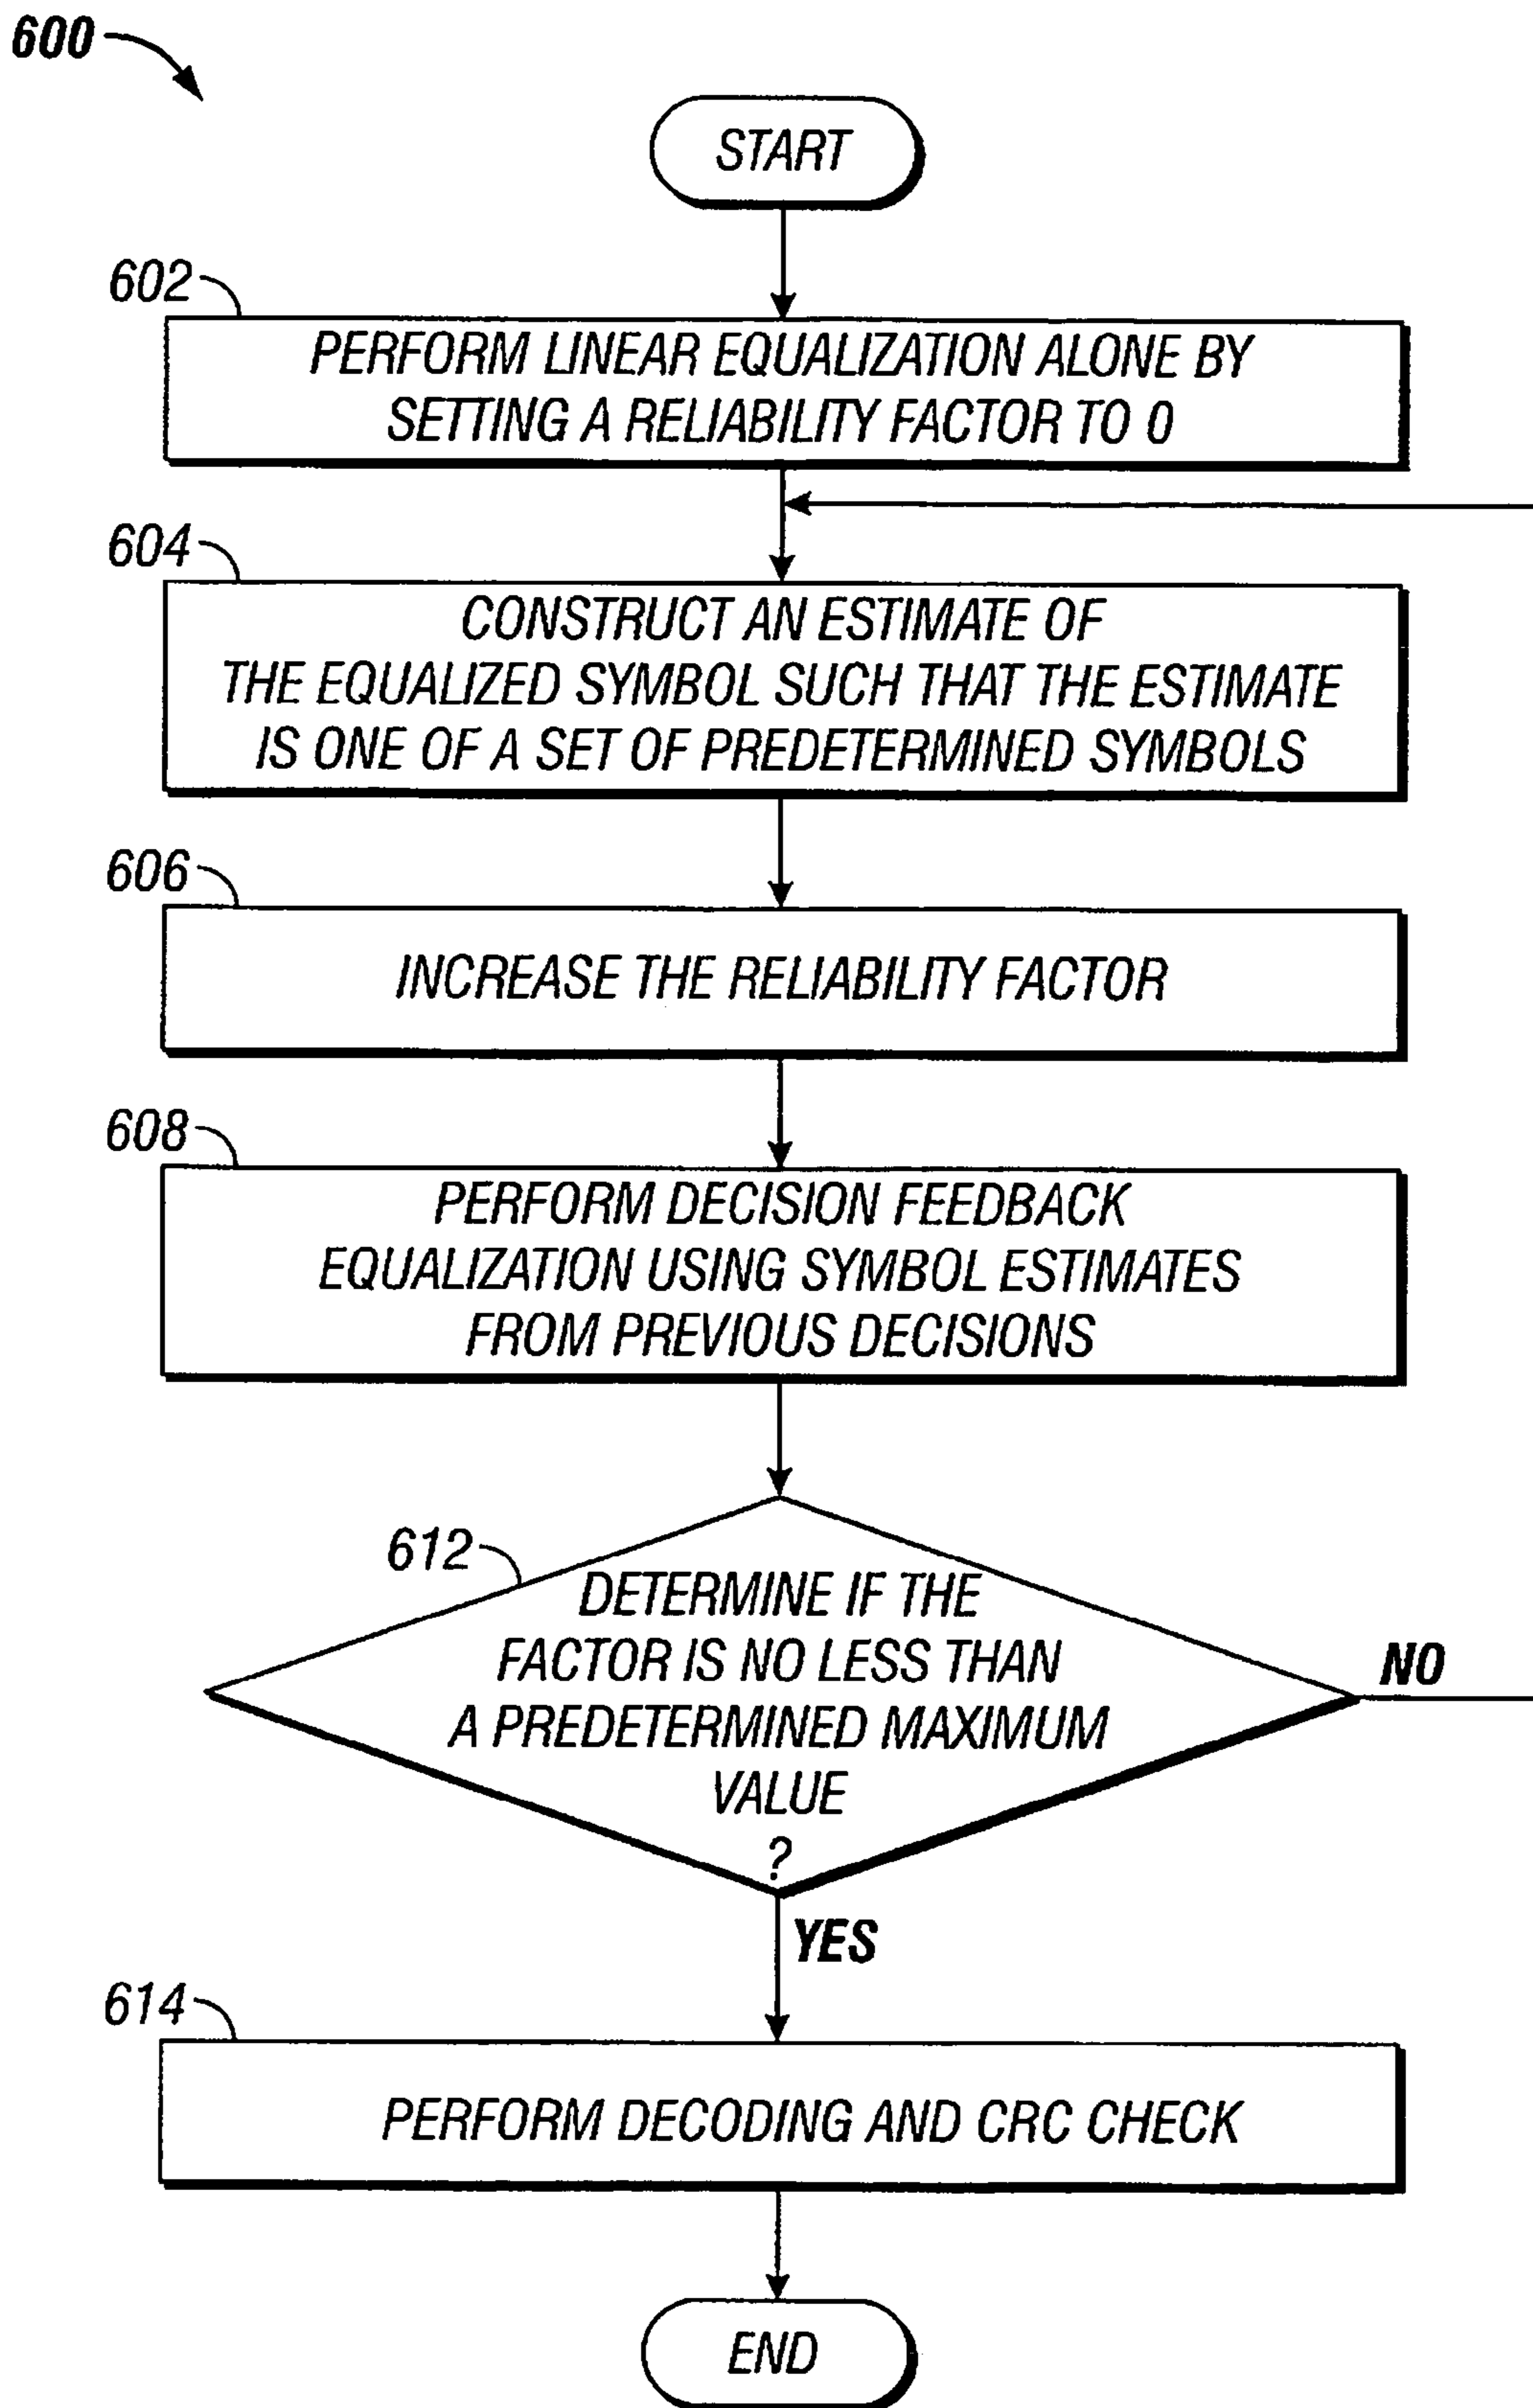 600
START
602
PERFORM LINEAR EQUALIZATION ALONE BY
SETTING A RELIABILITY FACTOR TO 0
604
CONSTRUCT AN ESTIMATE OF
THE EQUALIZED SYMBOL SUCH THAT THE ESTIMATE
IS ONE OF A SET OF PREDETERMINED SYMBOLS
606
INCREASE THE RELIABILITY FACTOR
608
PERFORM DECISION FEEDBACK
EQUALIZATION USING SYMBOL ESTIMATES
FROM PREVIOUS DECISIONS
612
DETERMINE IF THE
FACTOR IS NO LESS THAN
A PREDETERMINED MAXIMUM
VALUE
?
NO
YES
614
PERFORM DECODING AND CRC CHECK
END